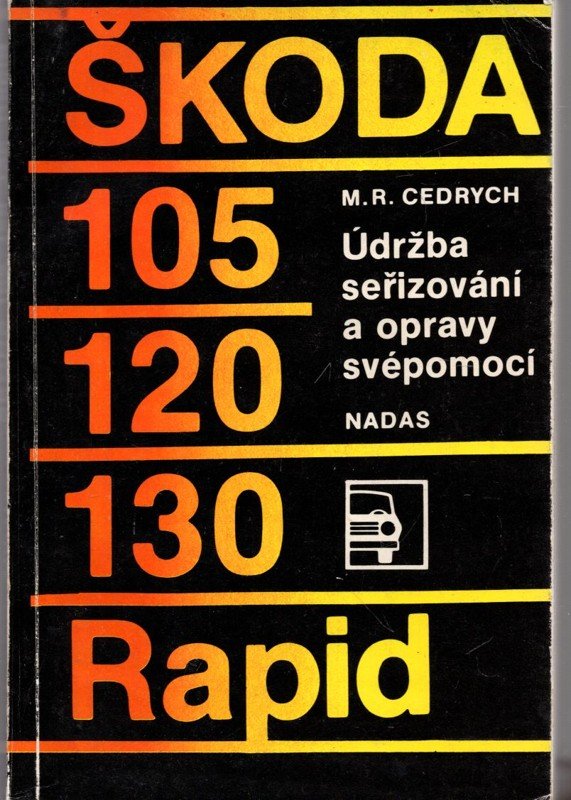 ŠKODA
105
120
130
Rapid
M.R. CEDRYCH
Údržba
seřizování
a opravy
svépomocí
NADAS